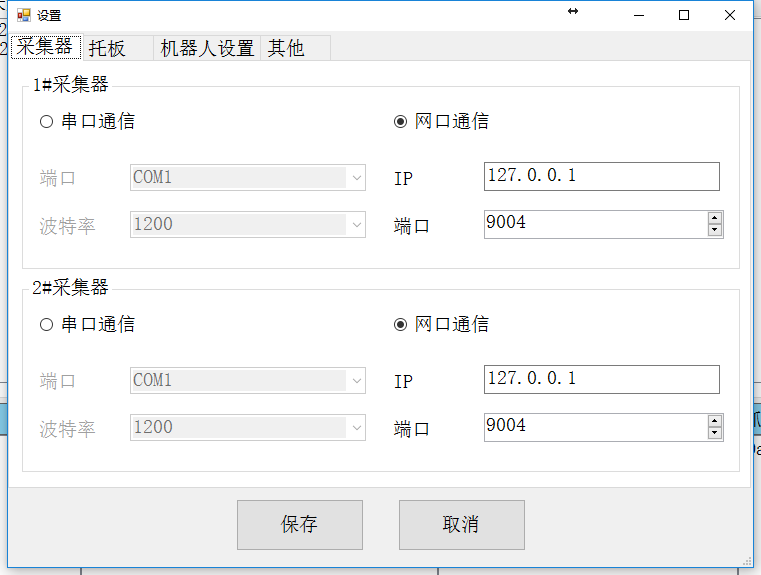 设置
采集器 托板 机器人设置 其他
1#采集器
串口通信 网口通信
端口 COM1 IP 127.0.0.1
波特率 1200 端口 9004
2#采集器
串口通信 网口通信
端口 COM1 IP 127.0.0.1
波特率 1200 端口 9004
保存 取消